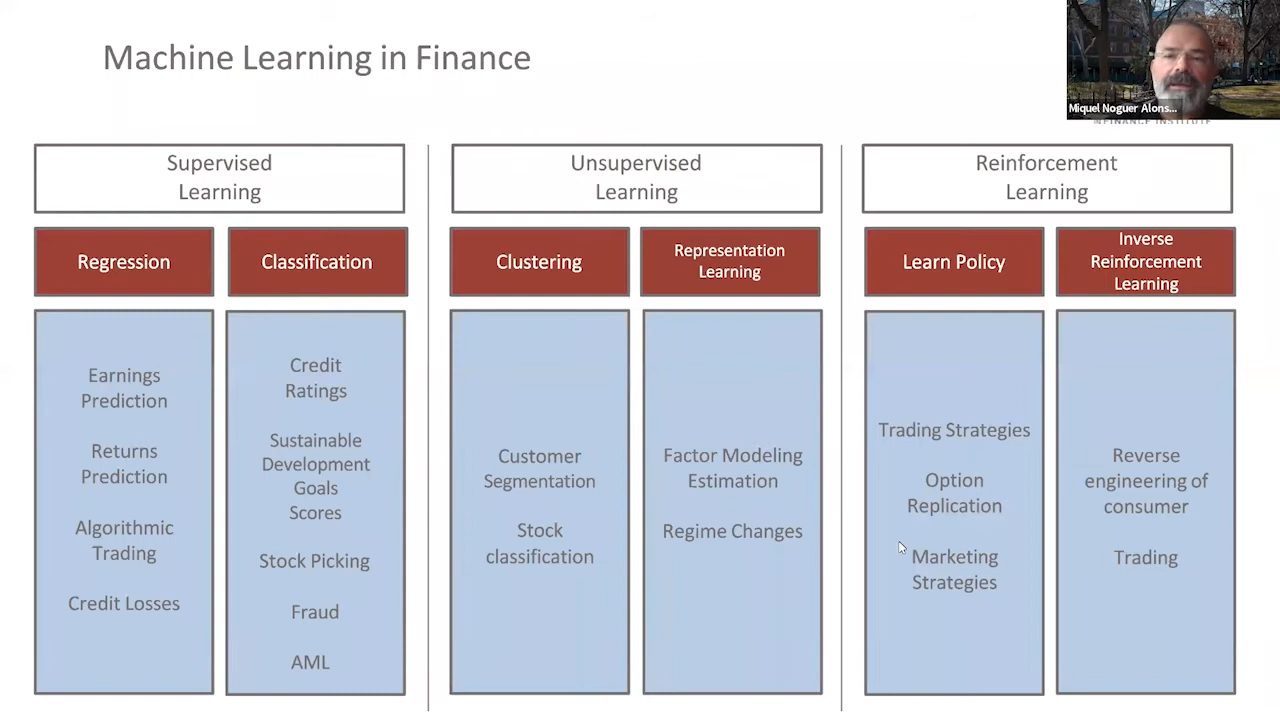 Machine Learning in Finance
Miquel Noguer Alons...
FINANCE INSTITUTE
Supervised
Learning
Unsupervised
Learning
Reinforcement
Learning
Regression
Classification
Clustering
Representation
Learning
Learn Policy
Inverse
Reinforcement
Learning
Earnings
Prediction
Returns
Prediction
Algorithmic
Trading
Credit Losses
Credit
Ratings
Sustainable
Development
Goals
Scores
Stock Picking
Fraud
AML
Customer
Segmentation
Stock
classification
Factor Modeling
Estimation
Regime Changes
Trading Strategies
Option
Replication
Marketing
Strategies
Reverse
engineering of
consumer
Trading